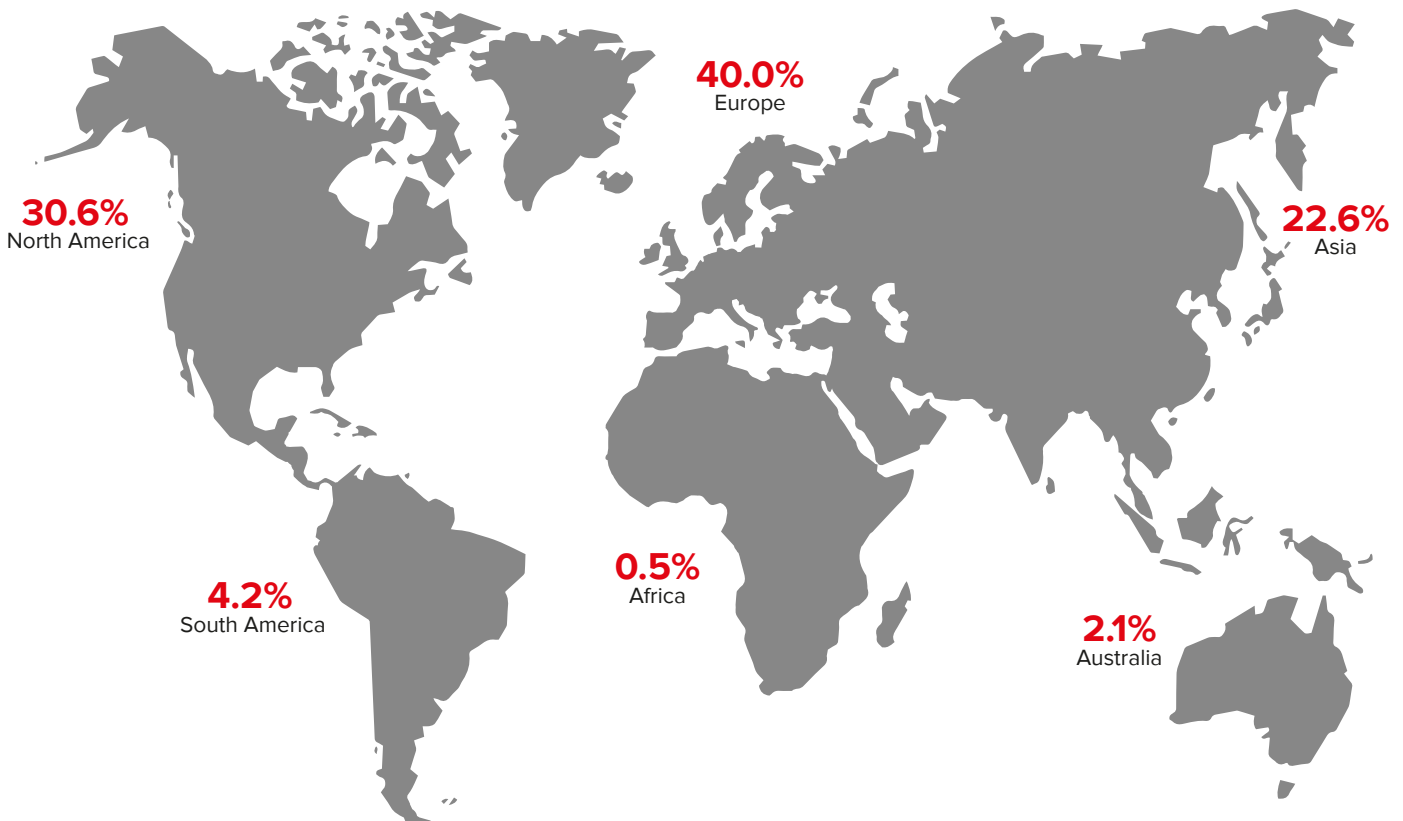 40.0%
Europe
30.6%
North America
22.6%
Asia
0.5%
Africa
4.2%
South America
2.1%
Australia